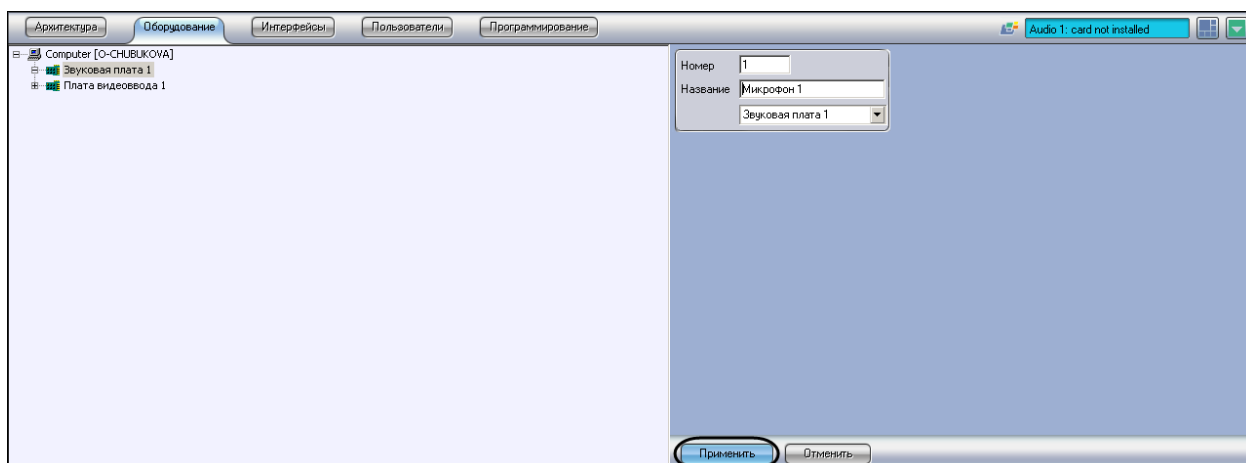 Архитектура Оборудование Интерфейсы Пользователи Программирование Audio 1: card not installed
Computer [O-CHUBUKOVA]
Звуковая плата 1
Плата видеоввода 1
Номер 1
Название Микрофон 1
Звуковая плата 1
Применить Отменить